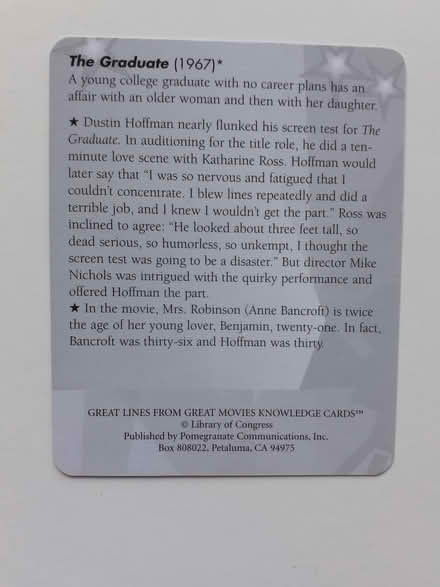 The Graduate (1967)*
A young college graduate with no career plans has an
affair with an older woman and then with her daughter.
★ Dustin Hoffman nearly flunked his screen test for The
Graduate. In auditioning for the title role, he did a ten-
minute love scene with Katharine Ross. Hoffman would
later say that “I was so nervous and fatigued that I
couldn’t concentrate. I blew lines repeatedly and did a
terrible job, and I knew I wouldn’t get the part.” Ross was
inclined to agree: “He looked about three feet tall, so
dead serious, so humorless, so unkempt, I thought the
screen test was going to be a disaster.” But director Mike
Nichols was intrigued with the quirky performance and
offered Hoffman the part.
★ In the movie, Mrs. Robinson (Anne Bancroft) is twice
the age of her young lover, Benjamin, twenty-one. In fact,
Bancroft was thirty-six and Hoffman was thirty.
GREAT LINES FROM GREAT MOVIES KNOWLEDGE CARDS™
© Library of Congress
Published by Pomegranate Communications, Inc.
Box 808022, Petaluma, CA 94975